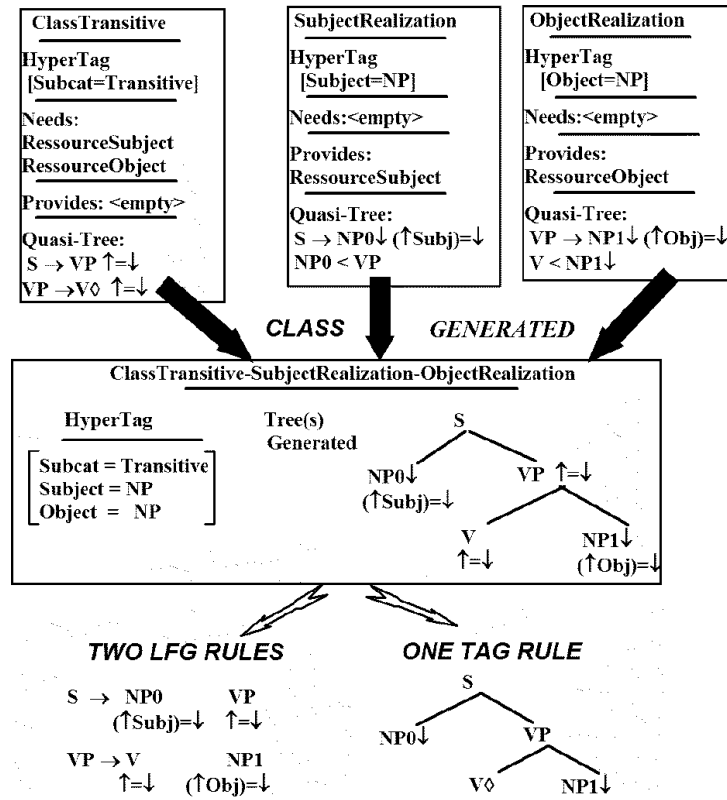 ClassTransitive
HyperTag
[Subcat=Transitive]
Needs:
RessourceSubject
RessourceObject
Provides: <empty>
Quasi-Tree:
S → VP ↑=↓
VP →V◊ ↑=↓
SubjectRealization
HyperTag
[Subject=NP]
Needs:<empty>
Provides:
RessourceSubject
Quasi-Tree:
S → NP0↓ (↑Subj)=↓
NP0 < VP
ObjectRealization
HyperTag
[Object=NP]
Needs:<empty>
Provides:
RessourceObject
Quasi-Tree:
VP → NP1↓ (↑Obj)=↓
V < NP1↓
CLASS GENERATED
ClassTransitive-SubjectRealization-ObjectRealization
HyperTag
Subcat = Transitive
Subject = NP
Object = NP
Tree(s)
Generated
S
NP0↓ VP ↑=↓
(↑Subj)=↓
V NP1↓
↑=↓ (↑Obj)=↓
TWO LFG RULES
S → NP0 VP
(↑Subj)=↓ ↑=↓
VP → V NP1
↑=↓ (↑Obj)=↓
ONE TAG RULE
S
NP0↓ VP
V◊ NP1↓